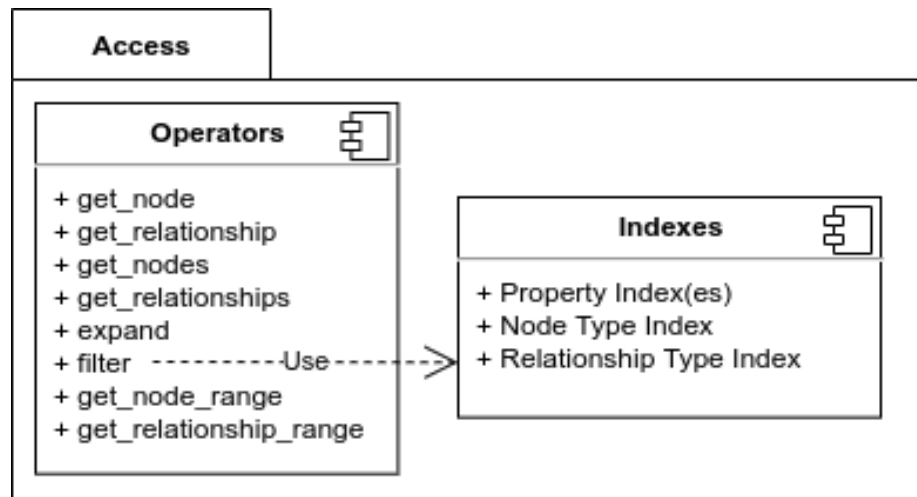 Access
Operators
+ get_node
+ get_relationship
+ get_nodes
+ get_relationships
+ expand
+ filter
Use
+ get_node_range
+ get_relationship_range
Indexes
+ Property Index(es)
+ Node Type Index
+ Relationship Type Index